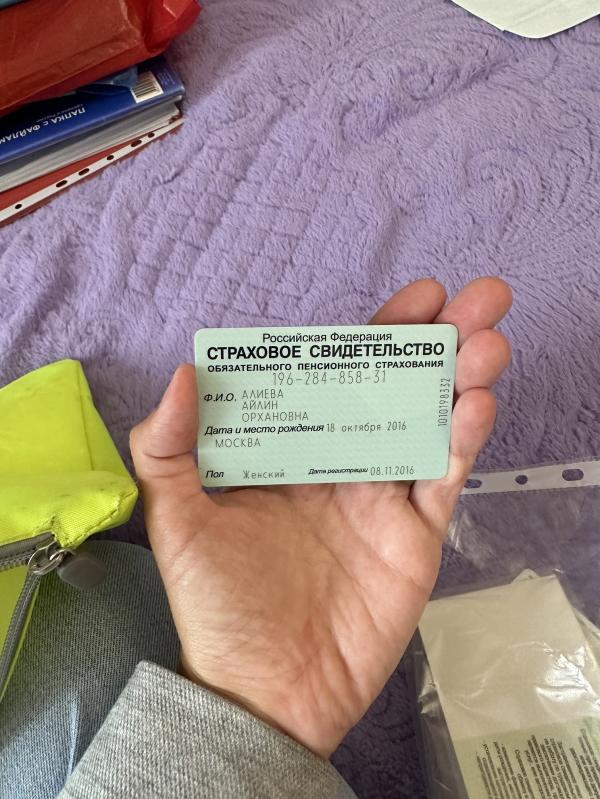 ПАПКА С ФАЙЛАМИ
Российская Федерация
СТРАХОВОЕ СВИДЕТЕЛЬСТВО
ОБЯЗАТЕЛЬНОГО ПЕНСИОННОГО СТРАХОВАНИЯ
196-284-858-31
Ф.И.О. АЛИЕВА
АЙЛИН
ОРХАНОВНА
Дата и место рождения 18 октября 2016
МОСКВА
Пол Женский Дата регистрации 08.11.2016
1010198332